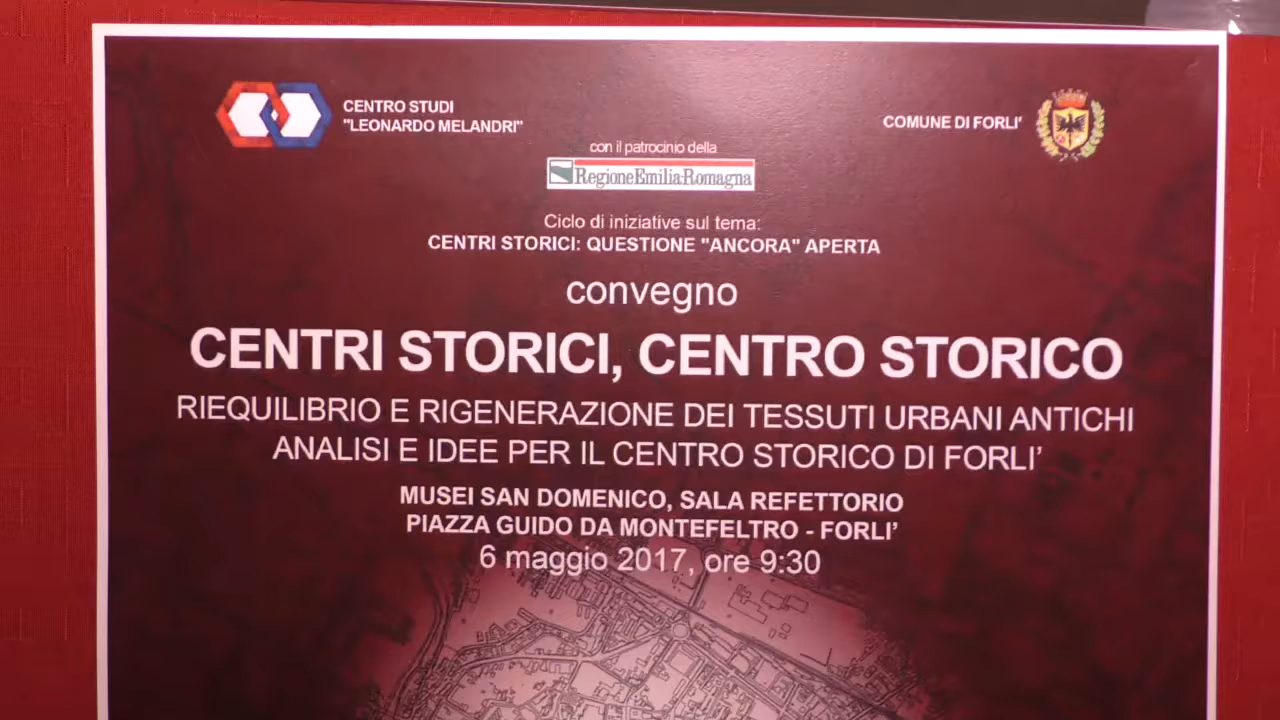 CENTRO STUDI
"LEONARDO MELANDRI"
COMUNE DI FORLI'
con il patrocinio della
RegioneEmilia-Romagna
Ciclo di iniziative sul tema:
CENTRI STORICI: QUESTIONE "ANCORA" APERTA
convegno
CENTRI STORICI, CENTRO STORICO
RIEQUILIBRIO E RIGENERAZIONE DEI TESSUTI URBANI ANTICHI
ANALISI E IDEE PER IL CENTRO STORICO DI FORLI’
MUSEI SAN DOMENICO, SALA REFETTORIO
PIAZZA GUIDO DA MONTEFELTRO - FORLI’
6 maggio 2017, ore 9:30